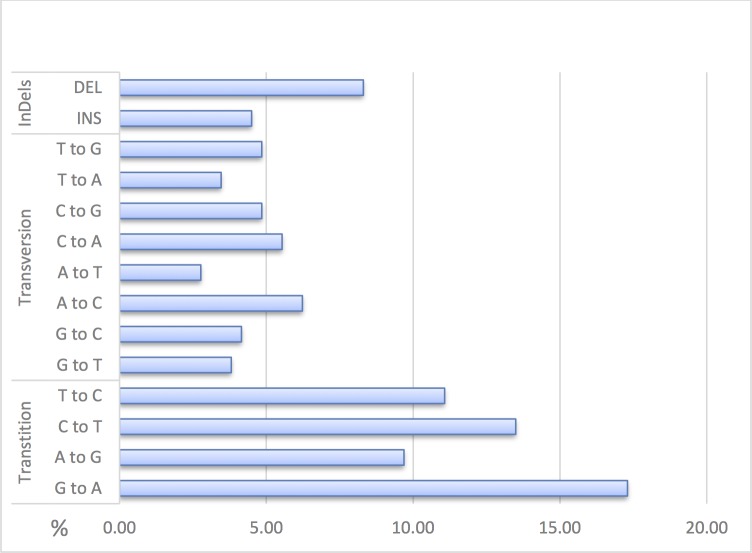 InDels
DEL
INS
Transversion
T to G
T to A
C to G
C to A
A to T
A to C
G to C
G to T
Transtition
T to C
C to T
A to G
G to A
% 0.00 5.00 10.00 15.00 20.00